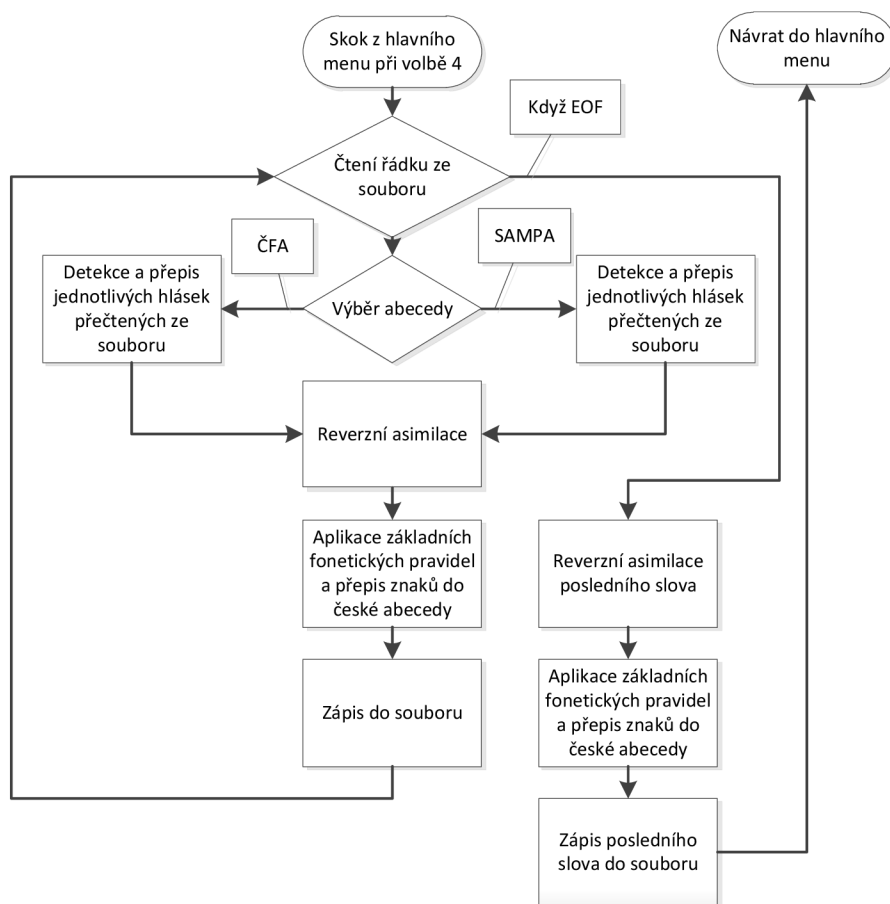 Skok z hlavního
menu při volbě 4
Návrat do hlavního
menu
Když EOF
Čtení řádku ze
souboru
ČFA
SAMPA
Detekce a přepis
jednotlivých hlásek
přečtených ze
souboru
Výběr abecedy
Detekce a přepis
jednotlivých hlásek
přečtených ze
souboru
Reverzní asimilace
Aplikace základních
fonetických pravidel
a přepis znaků do
české abecedy
Reverzní asimilace
posledního slova
Zápis do souboru
Aplikace základních
fonetických pravidel
a přepis znaků do
české abecedy
Zápis posledního
slova do souboru